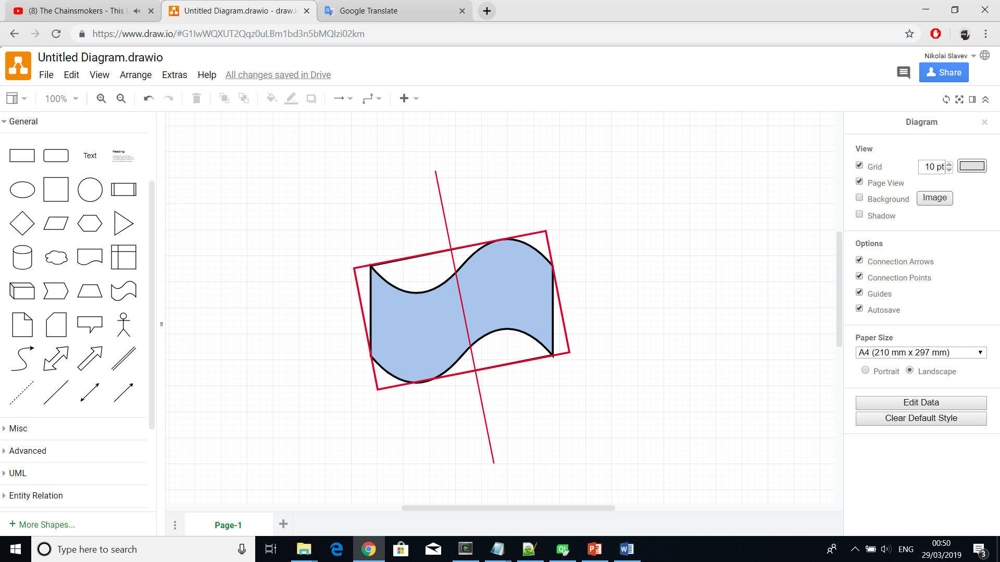 (8) The Chainsmokers - This
Untitled Diagram.drawio - draw.i
Google Translate
https://www.draw.io/#G1IwWQXUT2Qqz0uLBm1bd3n5bMQIzi02km
Untitled Diagram.drawio
Nikolai Slavev
File Edit View Arrange Extras Help All changes saved in Drive
Share
100%
General
Diagram
View
Text
Heading
Grid
10 pt
Page View
Background
Image
Shadow
Options
Connection Arrows
Connection Points
Guides
Autosave
Paper Size
A4 (210 mm x 297 mm)
Portrait
Landscape
Edit Data
Clear Default Style
Misc
Advanced
UML
Entity Relation
+ More Shapes...
Page-1
Type here to search
ENG
00:50
29/03/2019
3